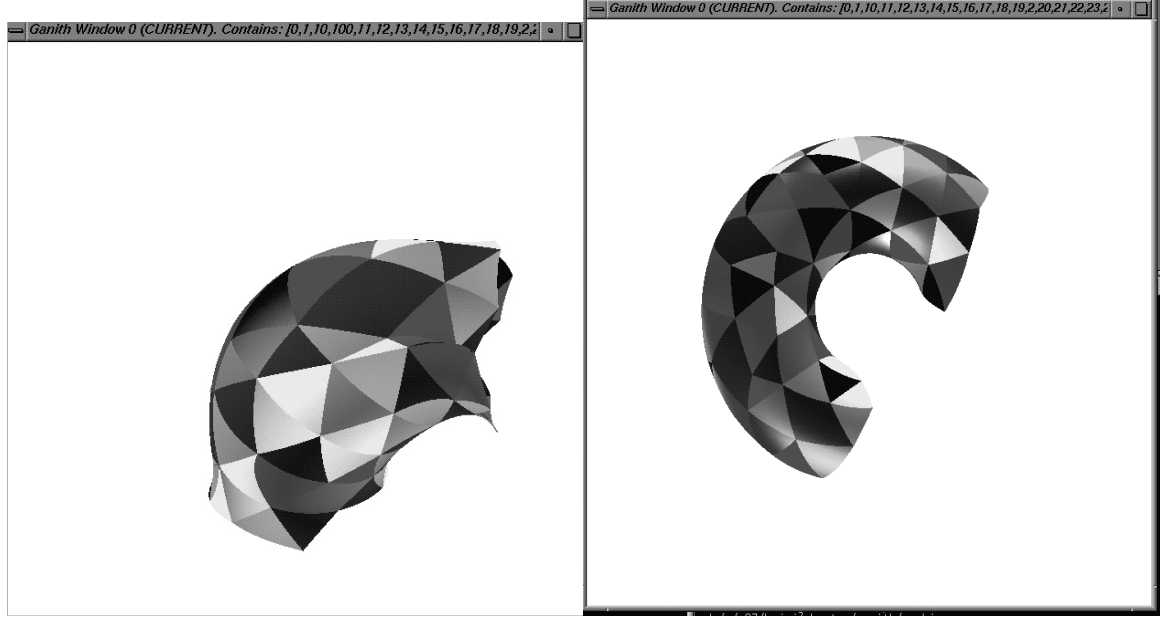 Ganith Window 0 (CURRENT). Contains: [0,1,10,100,11,12,13,14,15,16,17,18,19,2,2
Ganith Window 0 (CURRENT). Contains: [0,1,10,11,12,13,14,15,16,17,18,19,2,20,21,22,23,2